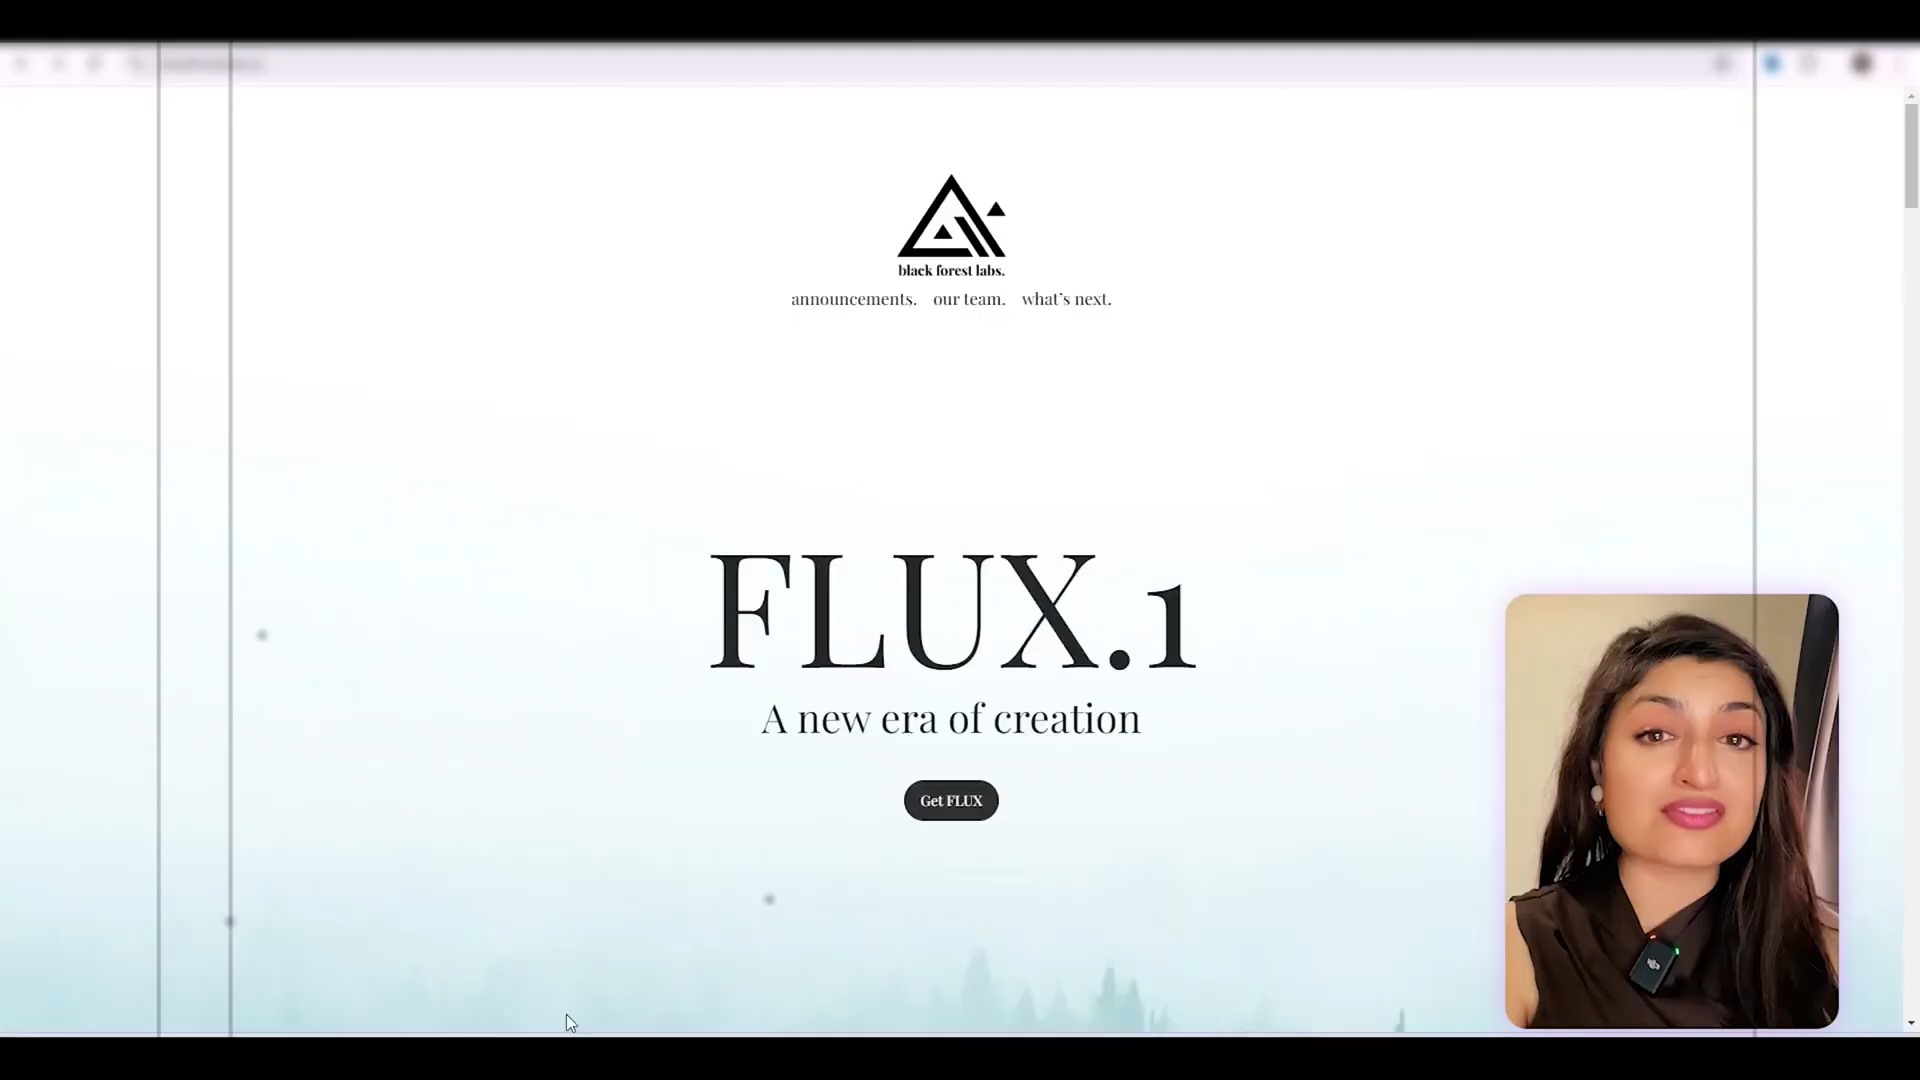 black forest labs.
announcements. our team. what's next.
FLUX.1
A new era of creation
Get FLUX